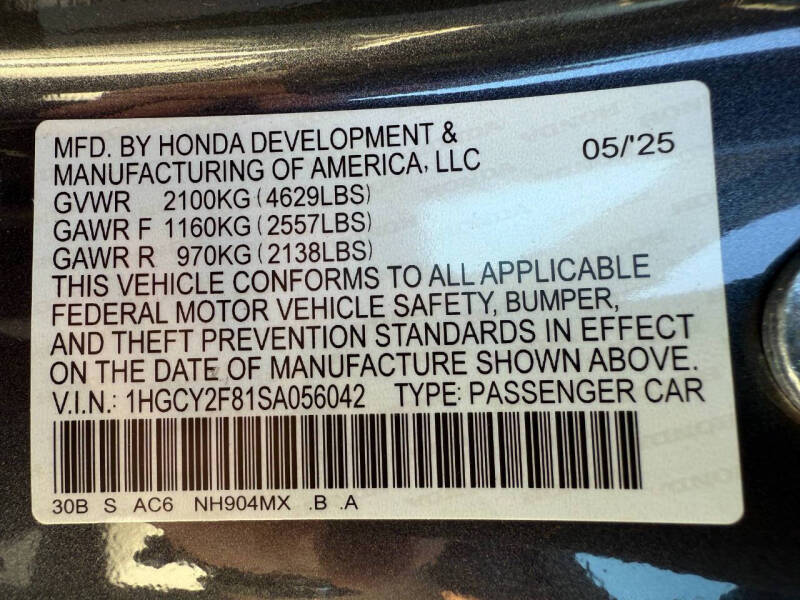 MFD. BY HONDA DEVELOPMENT &
MANUFACTURING OF AMERICA, LLC 05/'25
GVWR 2100KG (4629LBS)
GAWR F 1160KG (2557LBS)
GAWR R 970KG (2138LBS)
THIS VEHICLE CONFORMS TO ALL APPLICABLE
FEDERAL MOTOR VEHICLE SAFETY, BUMPER,
AND THEFT PREVENTION STANDARDS IN EFFECT
ON THE DATE OF MANUFACTURE SHOWN ABOVE.
V.I.N.: 1HGCY2F81SA056042 TYPE: PASSENGER CAR
30B S AC6 NH904MX .B .A